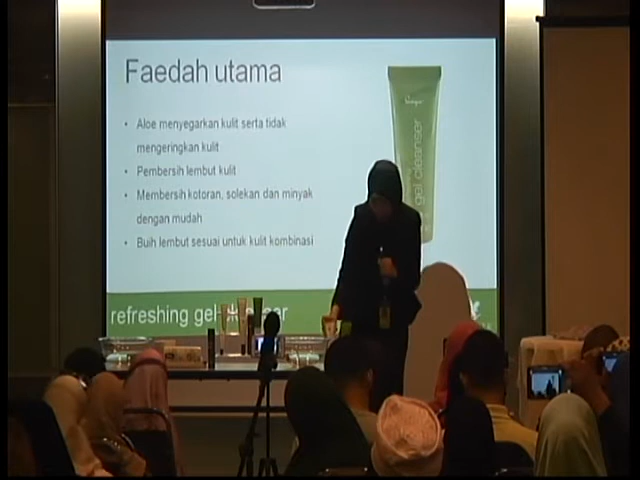 Faedah utama
• Aloe menyegarkan kulit serta tidak
mengeringkan kulit
• Pembersih lembut kulit
• Membersih kotoran, solekan dan minyak
dengan mudah
• Buih lembut sesuai untuk kulit kombinasi
gel cleanser
refreshing gel